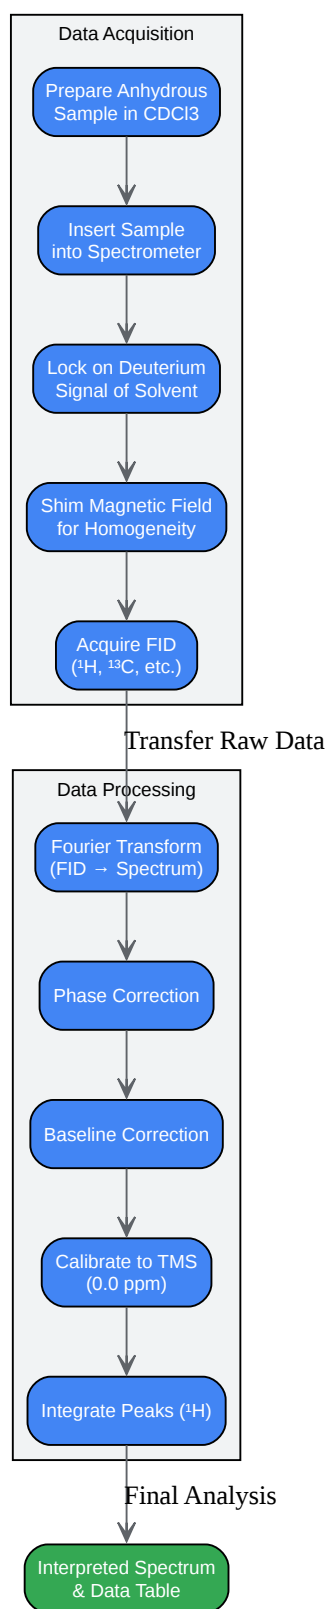 Data Acquisition
Prepare Anhydrous
Sample in CDCl3
Insert Sample
into Spectrometer
Lock on Deuterium
Signal of Solvent
Shim Magnetic Field
for Homogeneity
Acquire FID
(¹H, ¹³C, etc.)
Transfer Raw Data
Data Processing
Fourier Transform
(FID → Spectrum)
Phase Correction
Baseline Correction
Calibrate to TMS
(0.0 ppm)
Integrate Peaks (¹H)
Final Analysis
Interpreted Spectrum
& Data Table